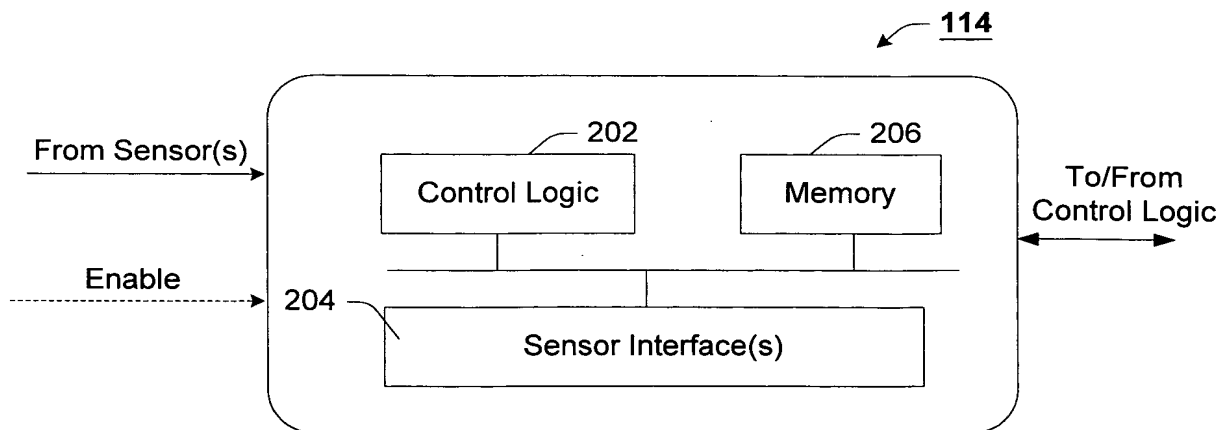 114
202
206
From Sensor(s)
Control Logic
Memory
To/From
Control Logic
Enable
204
Sensor Interface(s)